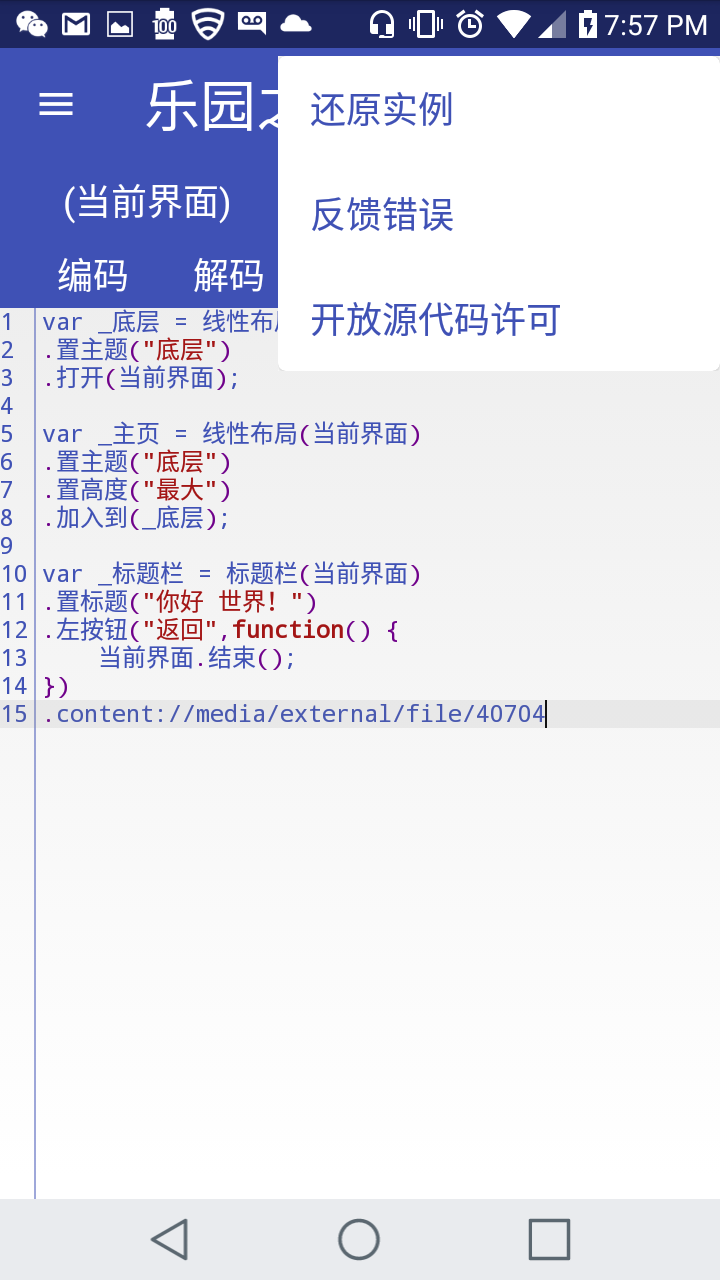 100
7:57 PM
乐园之
还原实例
(当前界面)
反馈错误
编码 解码
开放源代码许可
1 var _底层 = 线性布
2 .置主题("底层")
3 .打开(当前界面);
4
5 var _主页 = 线性布局(当前界面)
6 .置主题("底层")
7 .置高度("最大")
8 .加入到(_底层);
9
10 var _标题栏 = 标题栏(当前界面)
11 .置标题("你好 世界！")
12 .左按钮("返回",function() {
13 当前界面.结束();
14 })
15 .content://media/external/file/40704